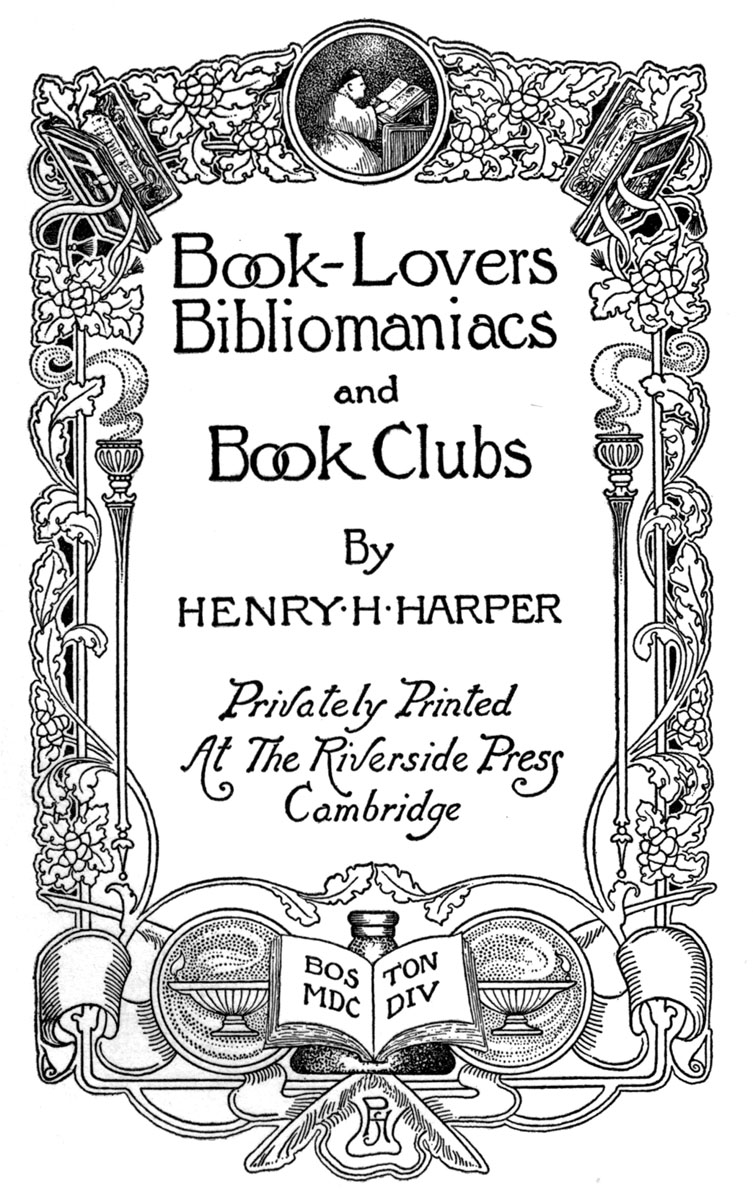 Book-Lovers
Bibliomaniacs
and
Book Clubs
By
HENRY·H·HARPER
Privately Printed
At The Riverside Press
Cambridge
BOS TON
MDC DIV